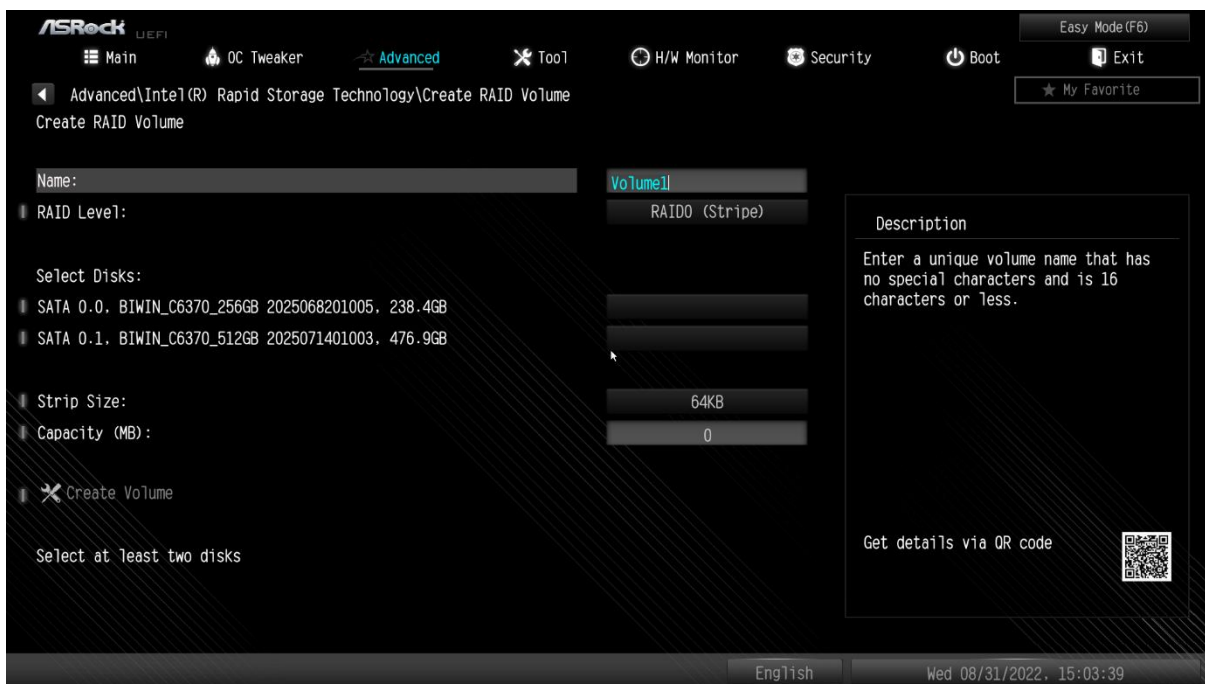 ASRock UEFI
Easy Mode(F6)
Main OC Tweaker Advanced Tool H/W Monitor Security Boot Exit
Advanced\Intel(R) Rapid Storage Technology\Create RAID Volume
My Favorite
Create RAID Volume
Name: Volume1
RAID Level: RAID0 (Stripe)
Description
Enter a unique volume name that has
no special characters and is 16
characters or less.
Select Disks:
SATA 0.0, BIWIN_C6370_256GB 2025068201005, 238.4GB
SATA 0.1, BIWIN_C6370_512GB 2025071401003, 476.9GB
Strip Size: 64KB
Capacity (MB): 0
Create Volume
Select at least two disks
Get details via QR code
English Wed 08/31/2022, 15:03:39